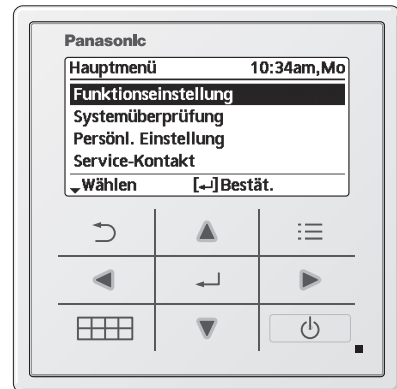 Panasonic
Hauptmenü 10:34am,Mo
Funktionseinstellung
Systemüberprüfung
Persönl. Einstellung
Service-Kontakt
Wählen [↵]Bestät.